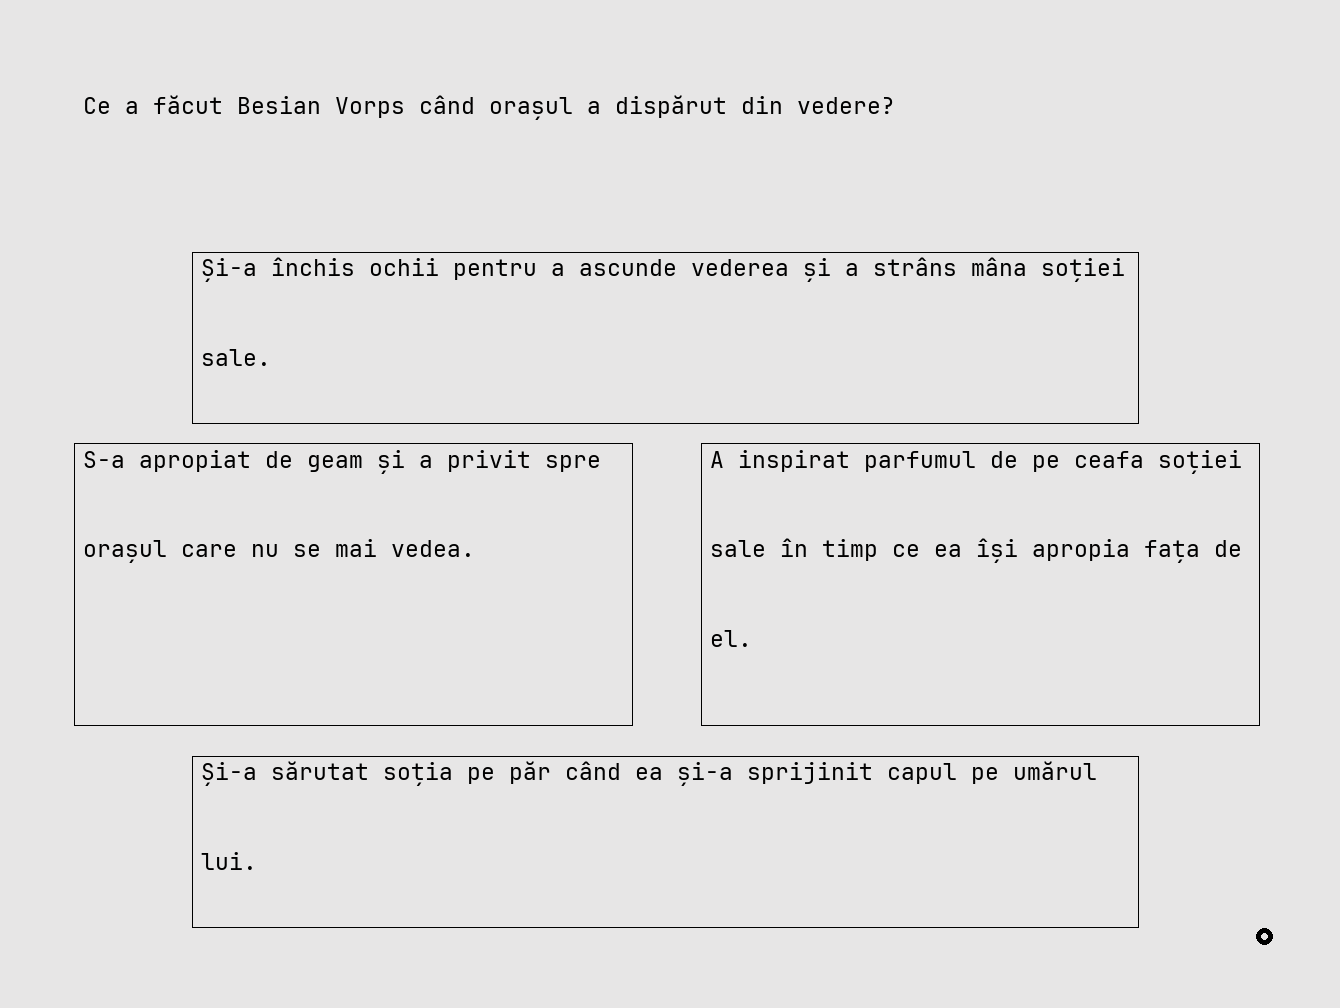 Ce a făcut Besian Vorps când orașul a dispărut din vedere?
Și-a închis ochii pentru a ascunde vederea și a strâns mâna soției
sale.
S-a apropiat de geam și a privit spre
orașul care nu se mai vedea.
A inspirat parfumul de pe ceafa soției
sale în timp ce ea își apropia fața de
el.
Și-a sărutat soția pe păr când ea și-a sprijinit capul pe umărul
lui.